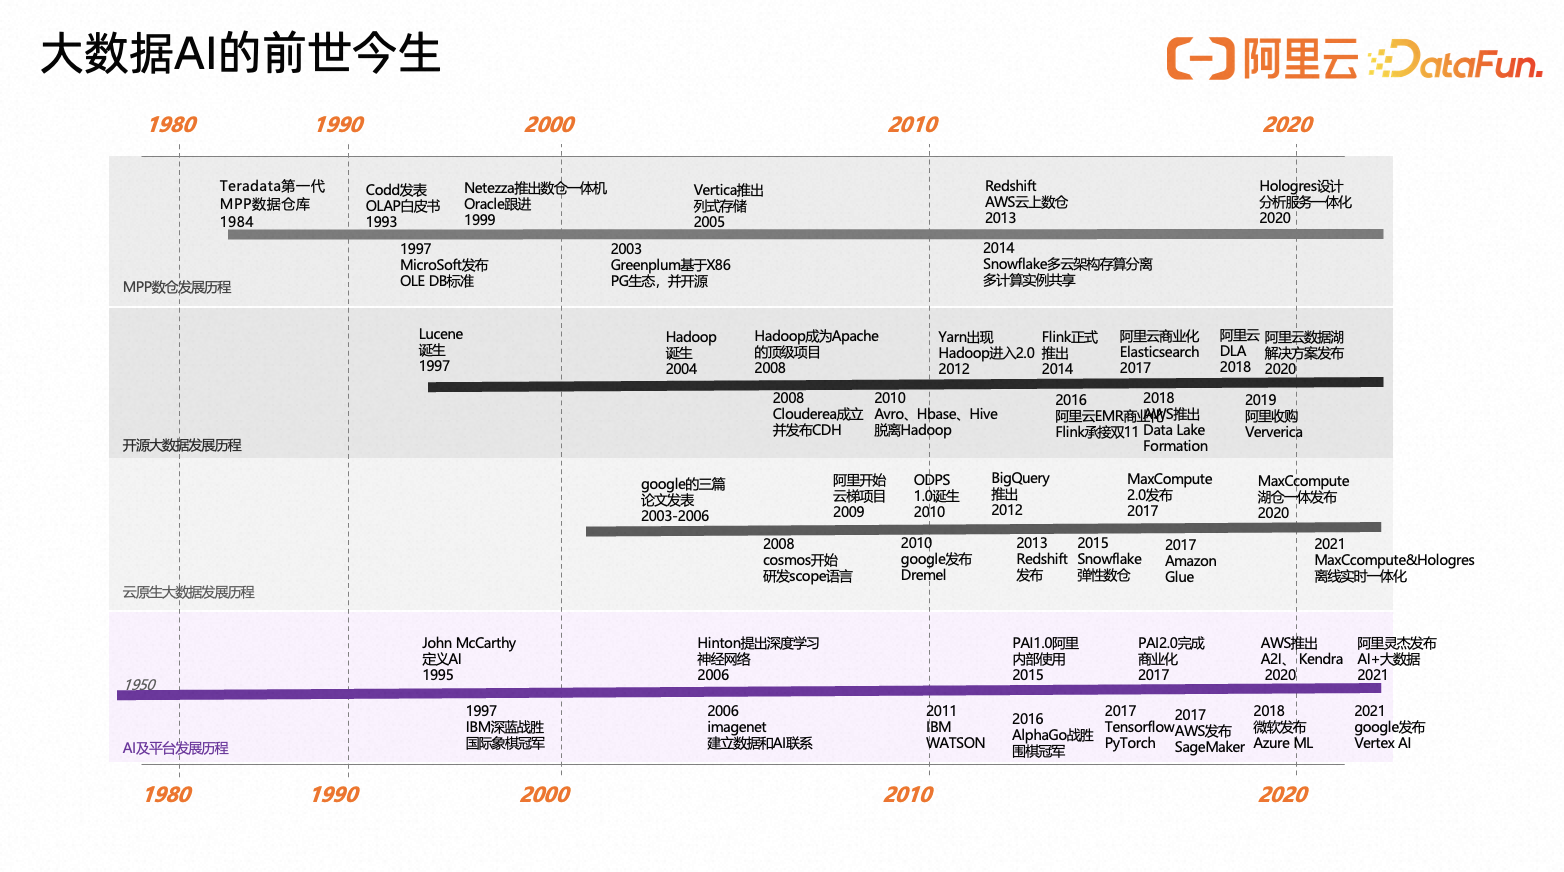 大数据AI的前世今生
阿里云
DataFun.
1980
1990
2000
2010
2020
Teradata第一代
MPP数据仓库
1984
Codd发表
OLAP白皮书
1993
Netezza推出数仓一体机
Oracle跟进
1999
Vertica推出
列式存储
2005
Redshift
AWS云上数仓
2013
Hologres设计
分析服务一体化
2020
1997
MicroSoft发布
OLE DB标准
2003
Greenplum基于X86
PG生态，并开源
2014
Snowflake多云架构存算分离
多计算实例共享
MPP数仓发展历程
Lucene
诞生
1997
Hadoop
诞生
2004
Hadoop成为Apache
的顶级项目
2008
Yarn出现
Hadoop进入2.0
2012
Flink正式
推出
2014
阿里云商业化
Elasticsearch
2017
阿里云
DLA
2018
阿里云数据湖
解决方案发布
2020
2008
Clouderea成立
并发布CDH
2010
Avro、Hbase、Hive
脱离Hadoop
2016
阿里云EMR商业化
Flink承接双11
2018
AWS推出
Data Lake
Formation
2019
阿里收购
Ververica
开源大数据发展历程
google的三篇
论文发表
2003-2006
阿里开始
云梯项目
2009
ODPS
1.0诞生
2010
BigQuery
推出
2012
MaxCompute
2.0发布
2017
MaxCcompute
湖仓一体发布
2020
2008
cosmos开始
研发scope语言
2010
google发布
Dremel
2013
Redshift
发布
2015
Snowflake
弹性数仓
2017
Amazon
Glue
2021
MaxCcompute&Hologres
离线实时一体化
云原生大数据发展历程
John McCarthy
定义AI
1995
Hinton提出深度学习
神经网络
2006
PAI1.0阿里
内部使用
2015
PAI2.0完成
商业化
2017
AWS推出
A2I、 Kendra
2020
阿里灵杰发布
AI+大数据
2021
1950
1997
IBM深蓝战胜
国际象棋冠军
2006
imagenet
建立数据和AI联系
2011
IBM
WATSON
2016
AlphaGo战胜
围棋冠军
2017
Tensorflow
PyTorch
2017
AWS发布
SageMaker
2018
微软发布
Azure ML
2021
google发布
Vertex AI
AI及平台发展历程
1980
1990
2000
2010
2020